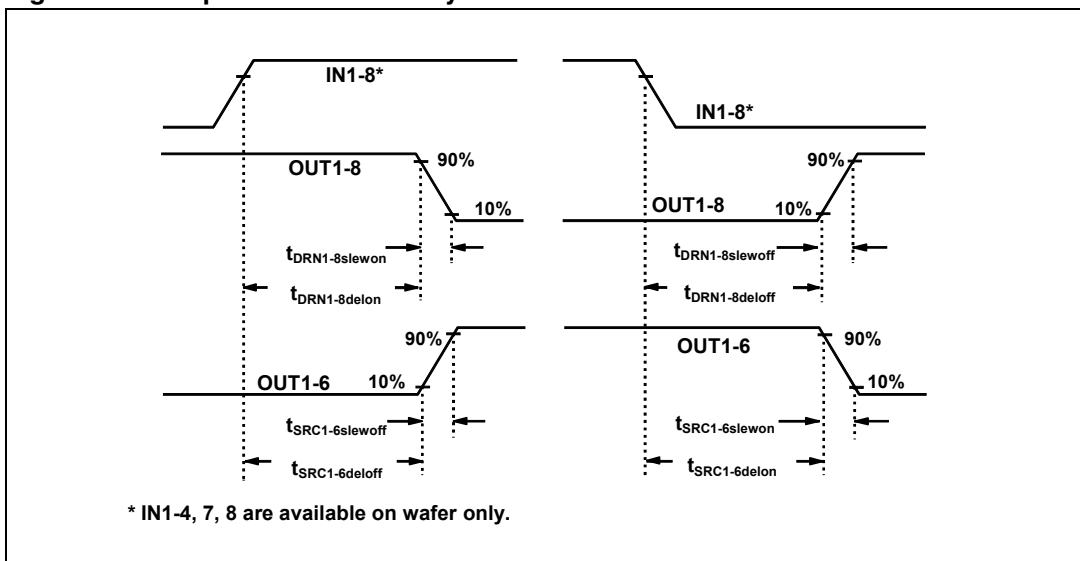 IN1-8*
IN1-8*
OUT1-8
90%
10%
90%
OUT1-8
10%
tDRN1-8slewon
tDRN1-8slewoff
tDRN1-8delon
tDRN1-8deloff
90%
OUT1-6
10%
OUT1-6
90%
10%
tSRC1-6slewoff
tSRC1-6slewon
tSRC1-6deloff
tSRC1-6delon
* IN1-4, 7, 8 are available on wafer only.